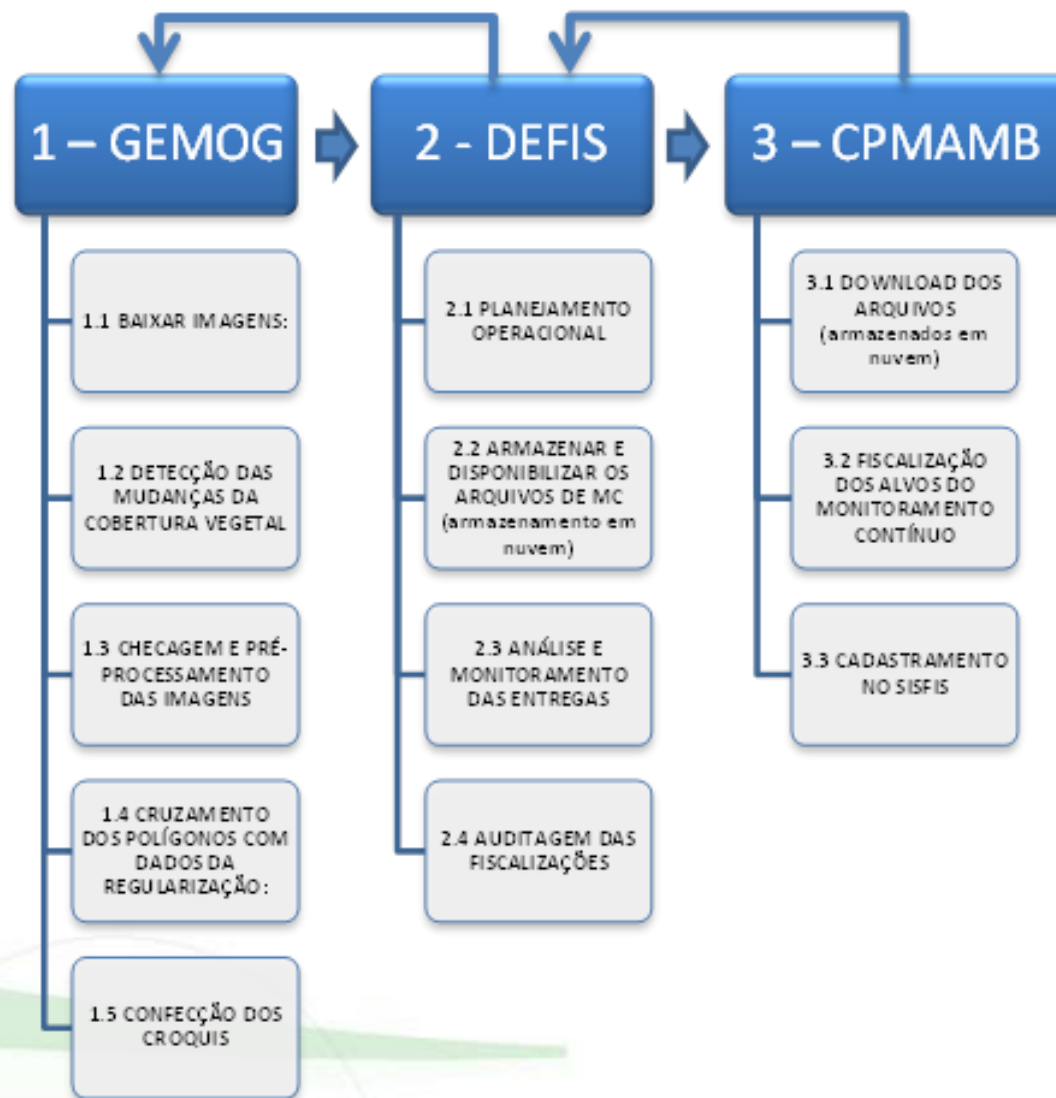 1 – GEMOG
1.1 BAIXAR IMAGENS:
1.2 DETECÇÃO DAS
MUDANÇAS DA
COBERTURA VEGETAL
1.3 CHECAGEM E PRÉ-
PROCESSAMENTO
DAS IMAGENS
1.4 CRUZAMENTO
DOS POLÍGONOS COM
DADOS DA
REGULARIZAÇÃO:
1.5 CONFECÇÃO DOS
CROQUIS
2 - DEFIS
2.1 PLANEJAMENTO
OPERACIONAL
2.2 ARMAZENAR E
DISPONIBILIZAR OS
ARQUIVOS DE MC
(armazenamento em
nuvem)
2.3 ANÁLISE E
MONITORAMENTO
DAS ENTREGAS
2.4 AUDITAGEM DAS
FISCALIZAÇÕES
3 – CPMAMB
3.1 DOWNLOAD DOS
ARQUIVOS
(armazenados em
nuvem)
3.2 FISCALIZAÇÃO
DOS ALVOS DO
MONITORAMENTO
CONTÍNUO
3.3 CADASTRAMENTO
NO SISFIS